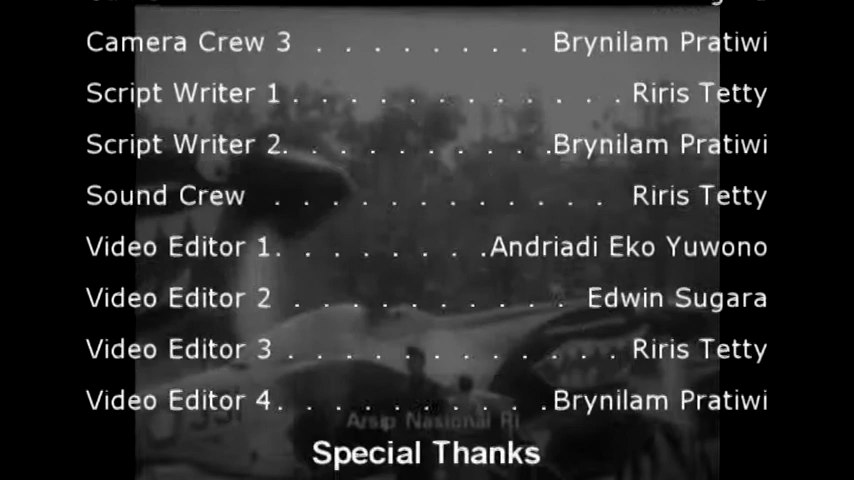 Camera Crew 3 . . . . . . . . Brynilam Pratiwi
Script Writer 1 . . . . . . . . . . . . Riris Tetty
Script Writer 2. . . . . . . . . . .Brynilam Pratiwi
Sound Crew . . . . . . . . . . . . Riris Tetty
Video Editor 1. . . . . . . .Andriadi Eko Yuwono
Video Editor 2 . . . . . . . . . . Edwin Sugara
Video Editor 3 . . . . . . . . . . . . Riris Tetty
Video Editor 4. . . . . . . . . .Brynilam Pratiwi
Arsip Nasional RI
Special Thanks